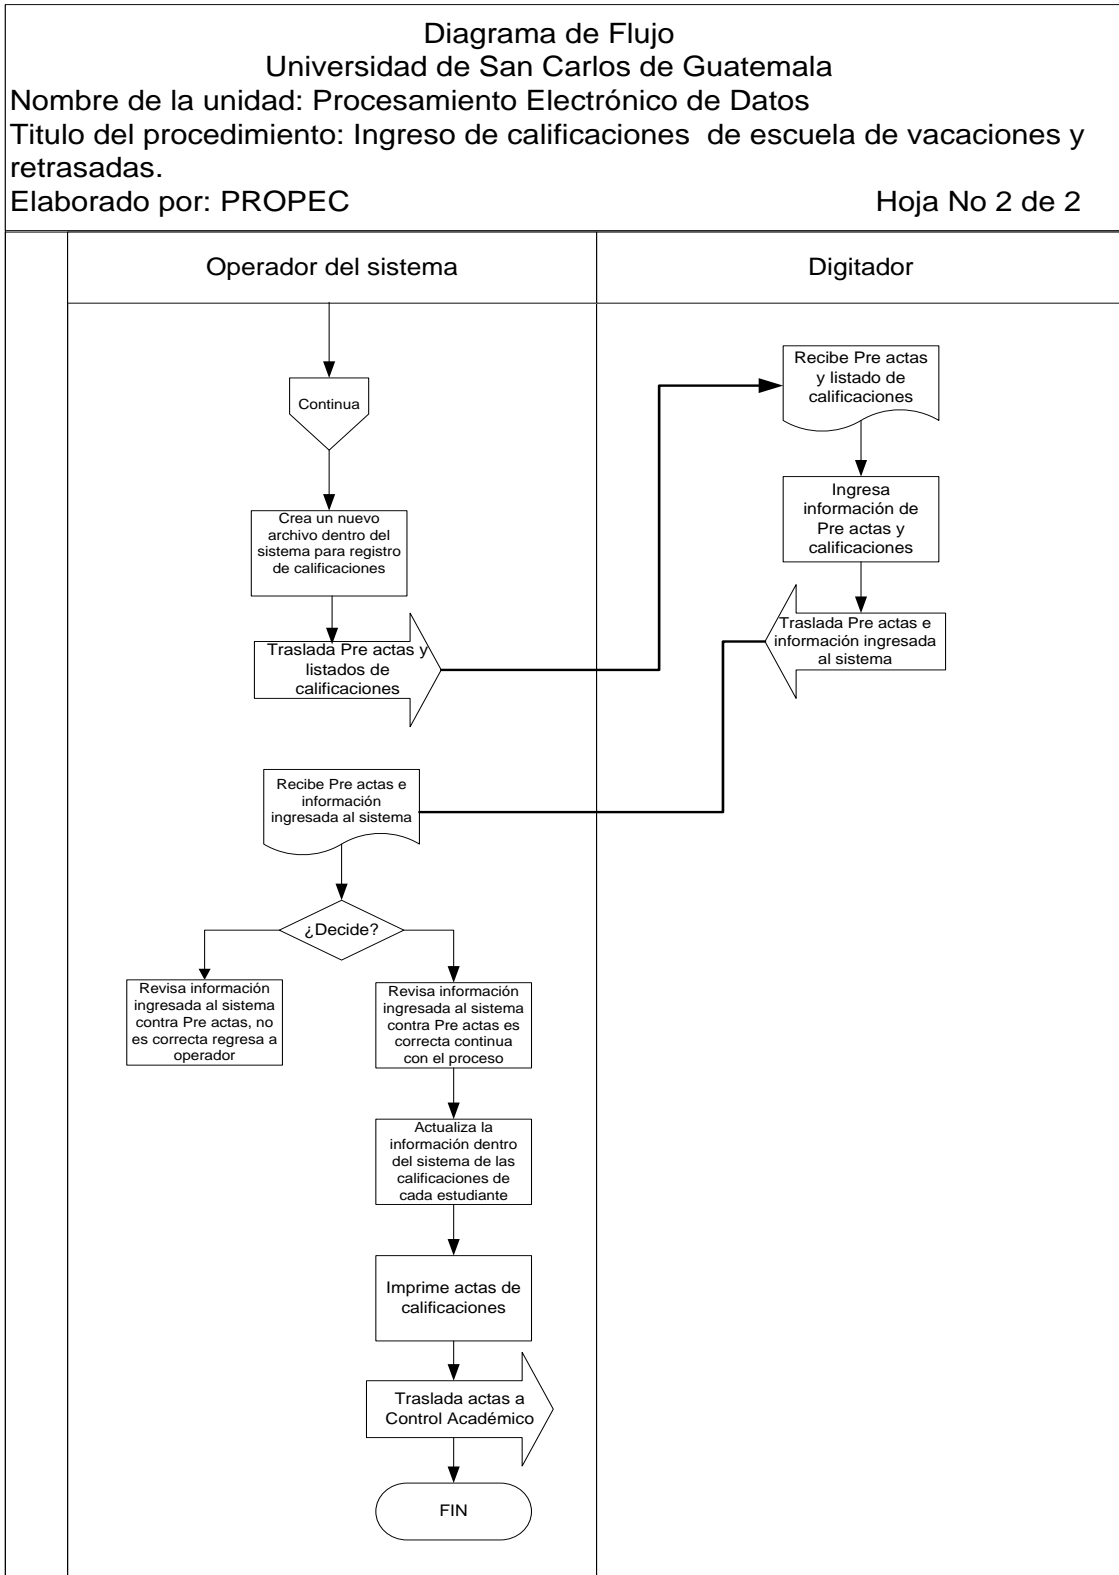 Diagrama de Flujo
Universidad de San Carlos de Guatemala
Nombre de la unidad: Procesamiento Electrónico de Datos
Titulo del procedimiento: Ingreso de calificaciones  de escuela de vacaciones y
retrasadas.
Elaborado por: PROPEC Hoja No 2 de 2
Operador del sistema
Digitador
Continua
Crea un nuevo
archivo dentro del
sistema para registro
de calificaciones
Traslada Pre actas y
listados de
calificaciones
Recibe Pre actas
y listado de
calificaciones
Ingresa
información de
Pre actas y
calificaciones
Traslada Pre actas e
información ingresada
al sistema
Recibe Pre actas e
información
ingresada al sistema
¿Decide?
Revisa información
ingresada al sistema
contra Pre actas, no
es correcta regresa a
operador
Revisa información
ingresada al sistema
contra Pre actas es
correcta continua
con el proceso
Actualiza la
información dentro
del sistema de las
calificaciones de
cada estudiante
Imprime actas de
calificaciones
Traslada actas a
Control Académico
FIN